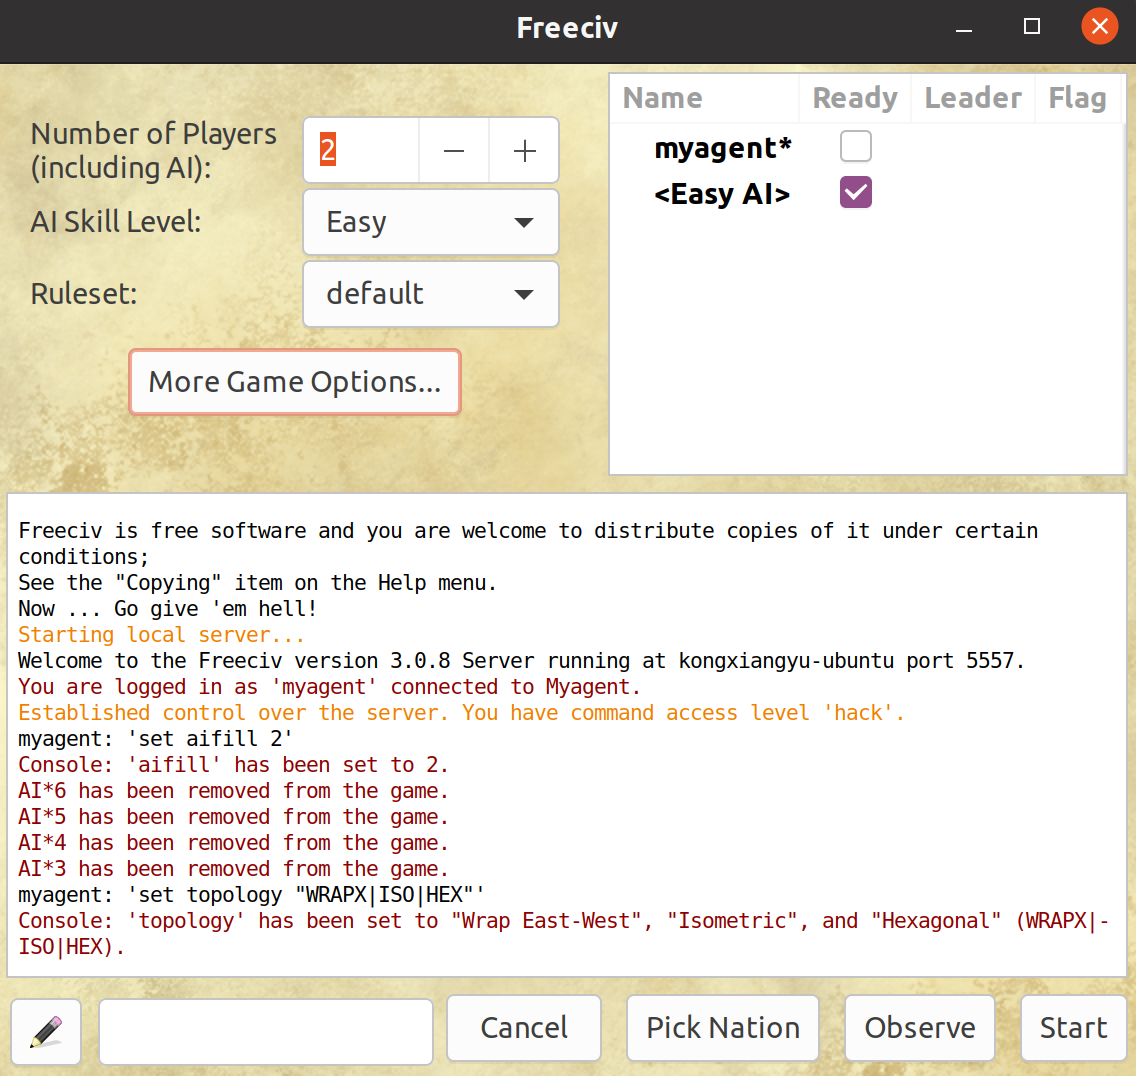 Freeciv
Number of Players
(including AI):
2
AI Skill Level:
Easy
Ruleset:
default
More Game Options...
Name Ready Leader Flag
myagent*
<Easy AI>
Freeciv is free software and you are welcome to distribute copies of it under certain
conditions;
See the "Copying" item on the Help menu.
Now ... Go give 'em hell!
Starting local server...
Welcome to the Freeciv version 3.0.8 Server running at kongxiangyu-ubuntu port 5557.
You are logged in as 'myagent' connected to Myagent.
Established control over the server. You have command access level 'hack'.
myagent: 'set aifill 2'
Console: 'aifill' has been set to 2.
AI*6 has been removed from the game.
AI*5 has been removed from the game.
AI*4 has been removed from the game.
AI*3 has been removed from the game.
myagent: 'set topology "WRAPX|ISO|HEX"'
Console: 'topology' has been set to "Wrap East-West", "Isometric", and "Hexagonal" (WRAPX|-
ISO|HEX).
Cancel
Pick Nation
Observe
Start